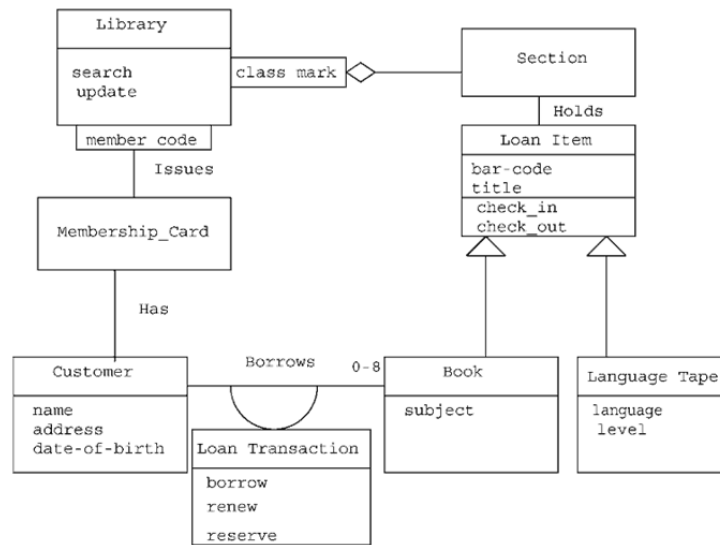 Library
search
update
class mark
member code
Section
Holds
Loan Item
bar-code
title
check_in
check_out
Issues
Membership_Card
Has
Customer
name
address
date-of-birth
Borrows
0-8
Loan Transaction
borrow
renew
reserve
Book
subject
Language Tape
language
level